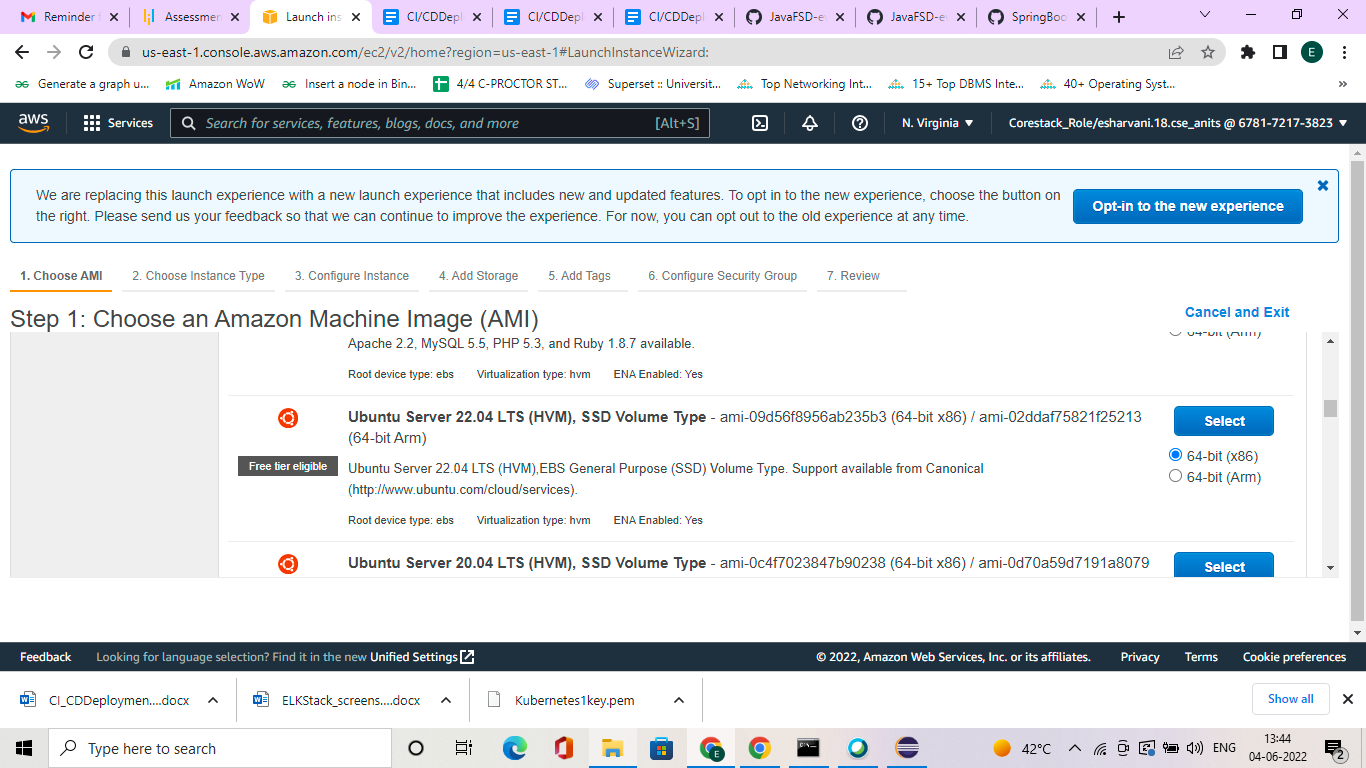 Reminder f
Assessmen
Launch ins
CI/CDDepl
CI/CDDepl
CI/CDDepl
JavaFSD-e
JavaFSD-e
SpringBoo
us-east-1.console.aws.amazon.com/ec2/v2/home?region=us-east-1#LaunchInstanceWizard:
E
Generate a graph u...
Amazon WoW
Insert a node in Bin...
4/4 C-PROCTOR ST...
Superset :: Universit...
Top Networking Int...
15+ Top DBMS Inte...
40+ Operating Syst...
aws
Services
Search for services, features, blogs, docs, and more
[Alt+S]
N. Virginia
Corestack_Role/esharvani.18.cse_anits @ 6781-7217-3823
We are replacing this launch experience with a new launch experience that includes new and updated features. To opt in to the new experience, choose the button on
the right. Please send us your feedback so that we can continue to improve the experience. For now, you can opt out to the old experience at any time.
Opt-in to the new experience
1. Choose AMI
2. Choose Instance Type
3. Configure Instance
4. Add Storage
5. Add Tags
6. Configure Security Group
7. Review
Step 1: Choose an Amazon Machine Image (AMI)
Cancel and Exit
64-bit (Arm)
Apache 2.2, MySQL 5.5, PHP 5.3, and Ruby 1.8.7 available.
Root device type: ebs
Virtualization type: hvm
ENA Enabled: Yes
Ubuntu Server 22.04 LTS (HVM), SSD Volume Type - ami-09d56f8956ab235b3 (64-bit x86) / ami-02ddaf75821f25213
(64-bit Arm)
Select
64-bit (x86)
64-bit (Arm)
Free tier eligible
Ubuntu Server 22.04 LTS (HVM),EBS General Purpose (SSD) Volume Type. Support available from Canonical
(http://www.ubuntu.com/cloud/services).
Root device type: ebs
Virtualization type: hvm
ENA Enabled: Yes
Ubuntu Server 20.04 LTS (HVM), SSD Volume Type - ami-0c4f7023847b90238 (64-bit x86) / ami-0d70a59d7191a8079
Select
Feedback
Looking for language selection? Find it in the new Unified Settings
© 2022, Amazon Web Services, Inc. or its affiliates.
Privacy
Terms
Cookie preferences
CI_CDDeploymen....docx
ELKStack_screens....docx
Kubernetes1key.pem
Show all
Type here to search
E
42°C
ENG
13:44
04-06-2022
2